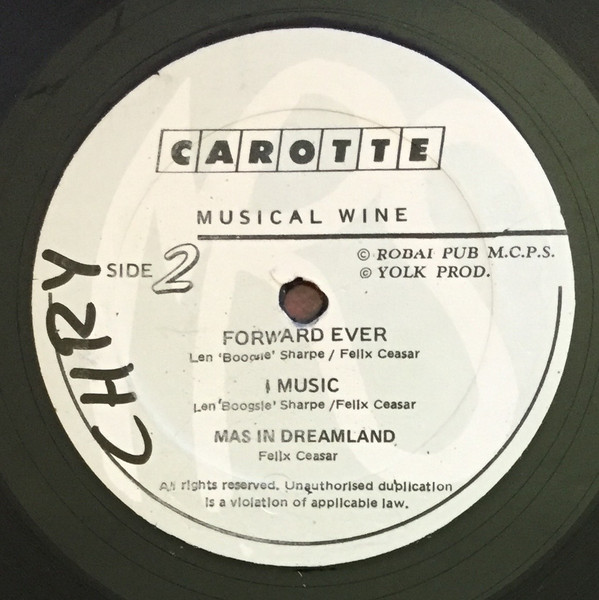 CAROTTE
MUSICAL WINE
© ROBAI PUB M.C.P.S.
© YOLK PROD.
SIDE 2
CHRY
FORWARD EVER
Len 'Boogsie' Sharpe / Felix Ceasar
I MUSIC
Len 'Boogsie' Sharpe / Felix Ceasar
MAS IN DREAMLAND
Felix Ceasar
All rights reserved. Unauthorised duplication
is a violation of applicable law.